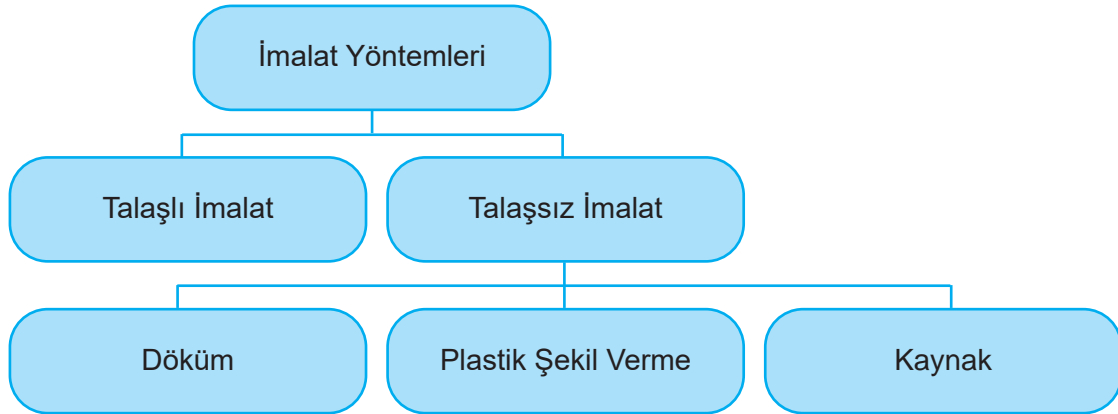 İmalat Yöntemleri
Talaşlı İmalat
Talaşsız İmalat
Döküm
Plastik Şekil Verme
Kaynak